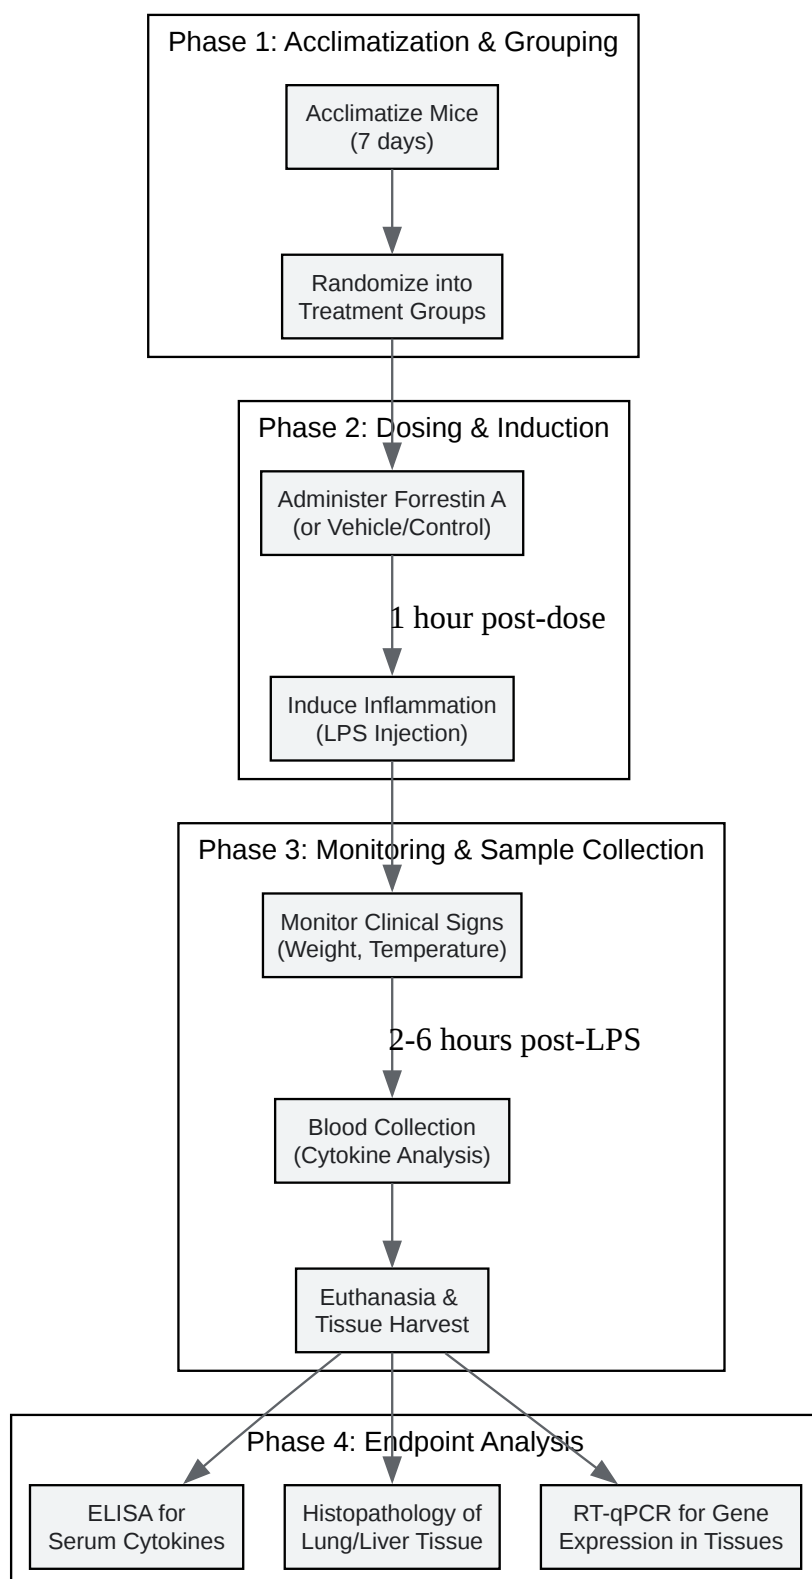 Phase 1: Acclimatization & Grouping
Acclimatize Mice
(7 days)
Randomize into
Treatment Groups
Phase 2: Dosing & Induction
Administer Forrestin A
(or Vehicle/Control)
1 hour post-dose
Induce Inflammation
(LPS Injection)
Phase 3: Monitoring & Sample Collection
Monitor Clinical Signs
(Weight, Temperature)
2-6 hours post-LPS
Blood Collection
(Cytokine Analysis)
Euthanasia &
Tissue Harvest
Phase 4: Endpoint Analysis
ELISA for
Serum Cytokines
Histopathology of
Lung/Liver Tissue
RT-qPCR for Gene
Expression in Tissues